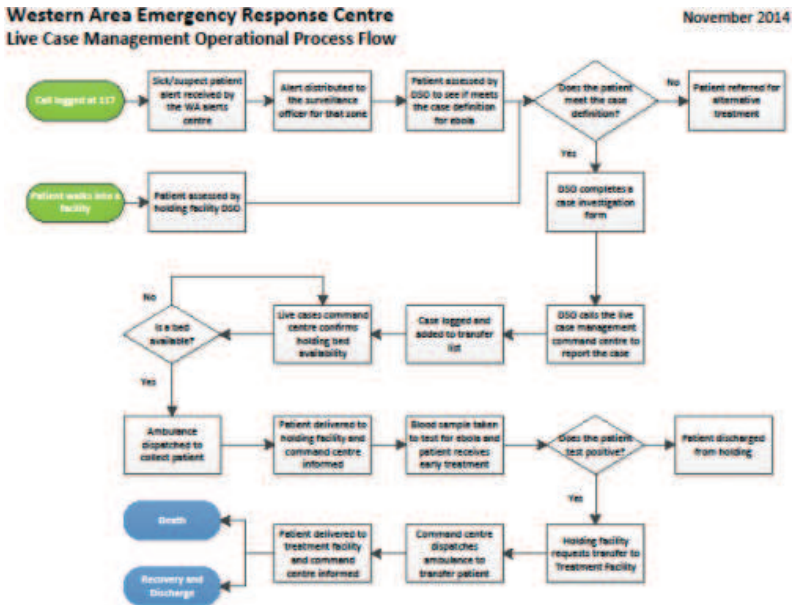 Western Area Emergency Response Centre
November 2014
Live Case Management Operational Process Flow
Call logged at 117
Sick/suspect patient
alert received by
the WA alerts
centre
Alert distributed to
the surveillance
officer for that zone
Patient assessed by
DSO to see if meets
the case definition
for ebola
Does the patient
meet the case
definition?
No
Patient referred for
alternative
treatment
Yes
Patient walks into a
facility
Patient assessed by
holding facility DSO
DSO completes a
case investigation
form
DSO calls the live
case management
command centre to
report the case
Case logged and
added to transfer
list
Live cases command
centre confirms
holding bed
availability
No
Is a bed
available?
Yes
Ambulance
dispatched to
collect patient
Patient delivered to
holding facility and
command centre
informed
Blood sample taken
to test for ebola and
patient receives
early treatment
Does the patient
test positive?
Patient discharged
from holding
Yes
Holding facility
requests transfer to
Treatment Facility
Command centre
dispatches
ambulance to
transfer patient
Patient delivered to
treatment facility
and command
centre informed
Death
Recovery and
Discharge